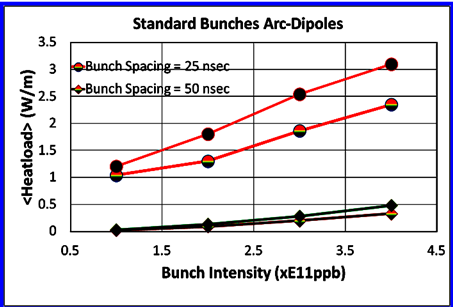 Standard Bunches Arc-Dipoles
3.5
3
2.5
2
1.5
1
0.5
0
<Heatload> (W/m)
Bunch Spacing = 25 nsec
Bunch Spacing = 50 nsec
0.5 1.5 2.5 3.5 4.5
Bunch Intensity (xE11ppb)